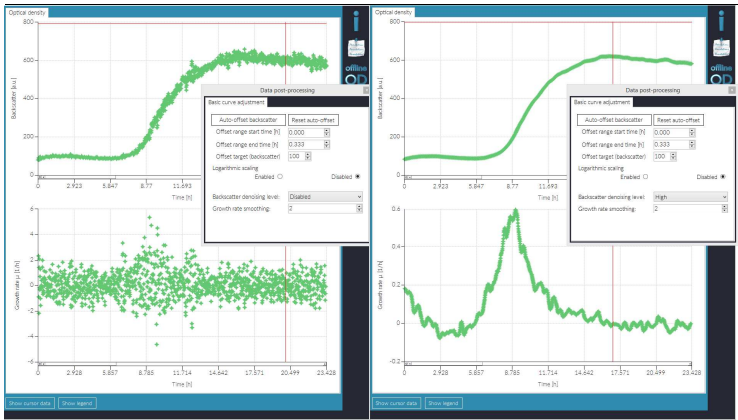 Optical density
800
600
400
200
0
Backscatter [a.u.]
0 2.923 5.847 8.77 11.693
Time [h]
Data post-processing
Basic curve adjustment
Auto-offset backscatter Reset auto-offset
Offset range start time [h] 0.000
Offset range end time [h] 0.333
Offset target (backscatter) 100
Logarithmic scaling
Enabled Disabled
Backscatter denoising level: Disabled
Growth rate smoothing: 2
6
4
2
0
-2
-4
-6
Growth rate µ [1/h]
0 2.928 5.857 8.785 14.642 17.571 20.499 23.428
Time [h]
Show cursor data Show legend
i
offline
OD
Optical density
800
600
400
200
0
Backscatter [a.u.]
0 2.923 5.847 8.77 11.693
Time [h]
Data post-processing
Basic curve adjustment
Auto-offset backscatter Reset auto-offset
Offset range start time [h] 0.000
Offset range end time [h] 0.333
Offset target (backscatter) 100
Logarithmic scaling
Enabled Disabled
Backscatter denoising level: High
Growth rate smoothing: 2
0.6
0.4
0.2
0
-0.2
Growth rate µ [1/h]
0 2.928 5.857 8.785 11.714 14.642 17.571 20.499 23.428
Time [h]
Show cursor data Show legend
i
offline
OD